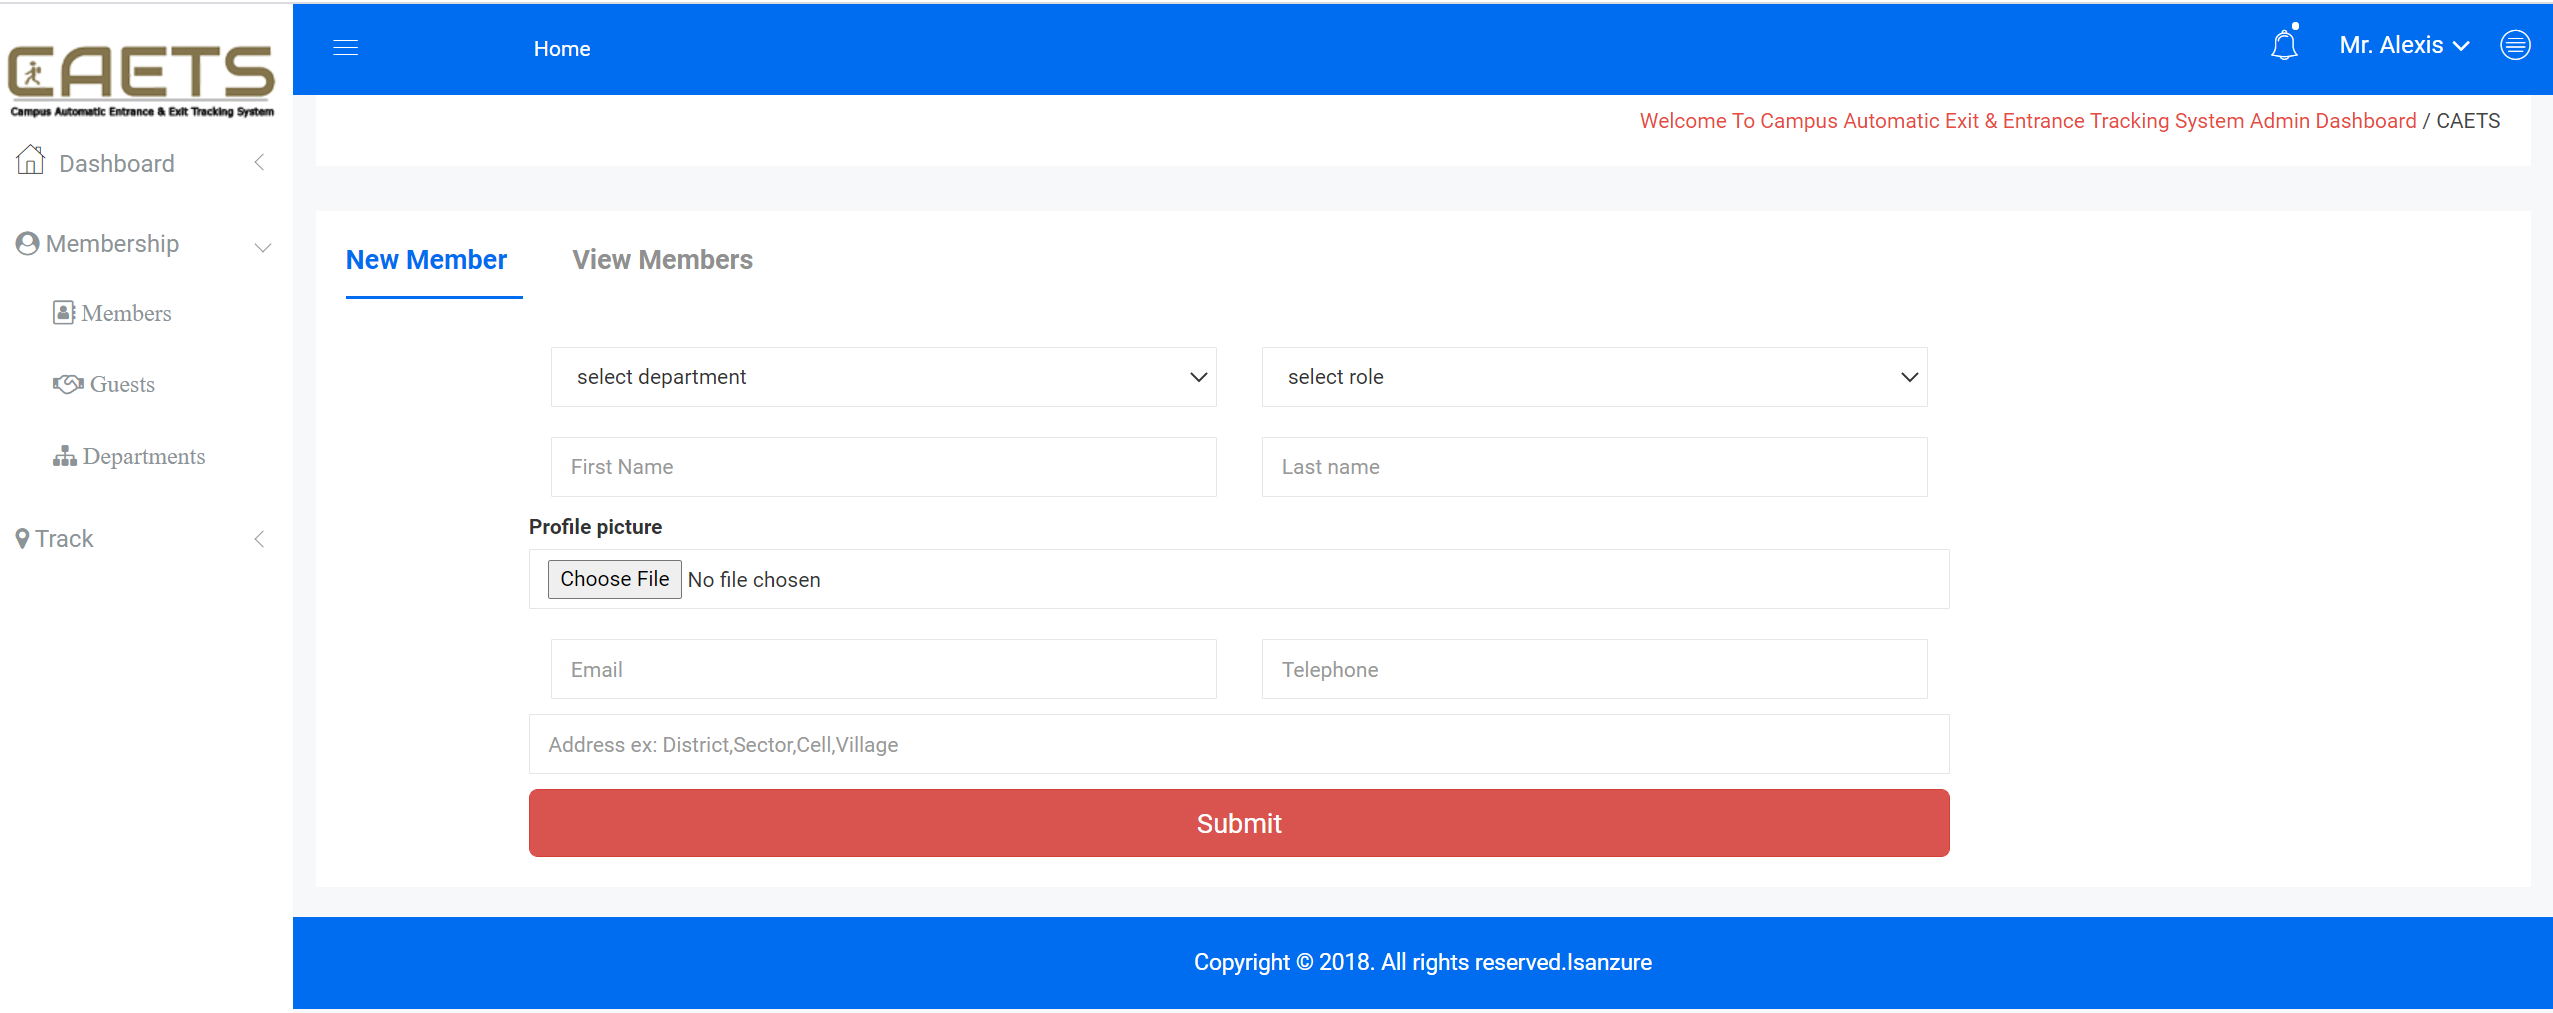 CAETS
Campus Automatic Entrance & Exit Tracking System
Dashboard
Membership
Members
Guests
Departments
Track
Home
Mr. Alexis
Welcome To Campus Automatic Exit & Entrance Tracking System Admin Dashboard / CAETS
New Member View Members
select department select role
First Name Last name
Profile picture
Choose File No file chosen
Email Telephone
Address ex: District,Sector,Cell,Village
Submit
Copyright © 2018. All rights reserved.Isanzure